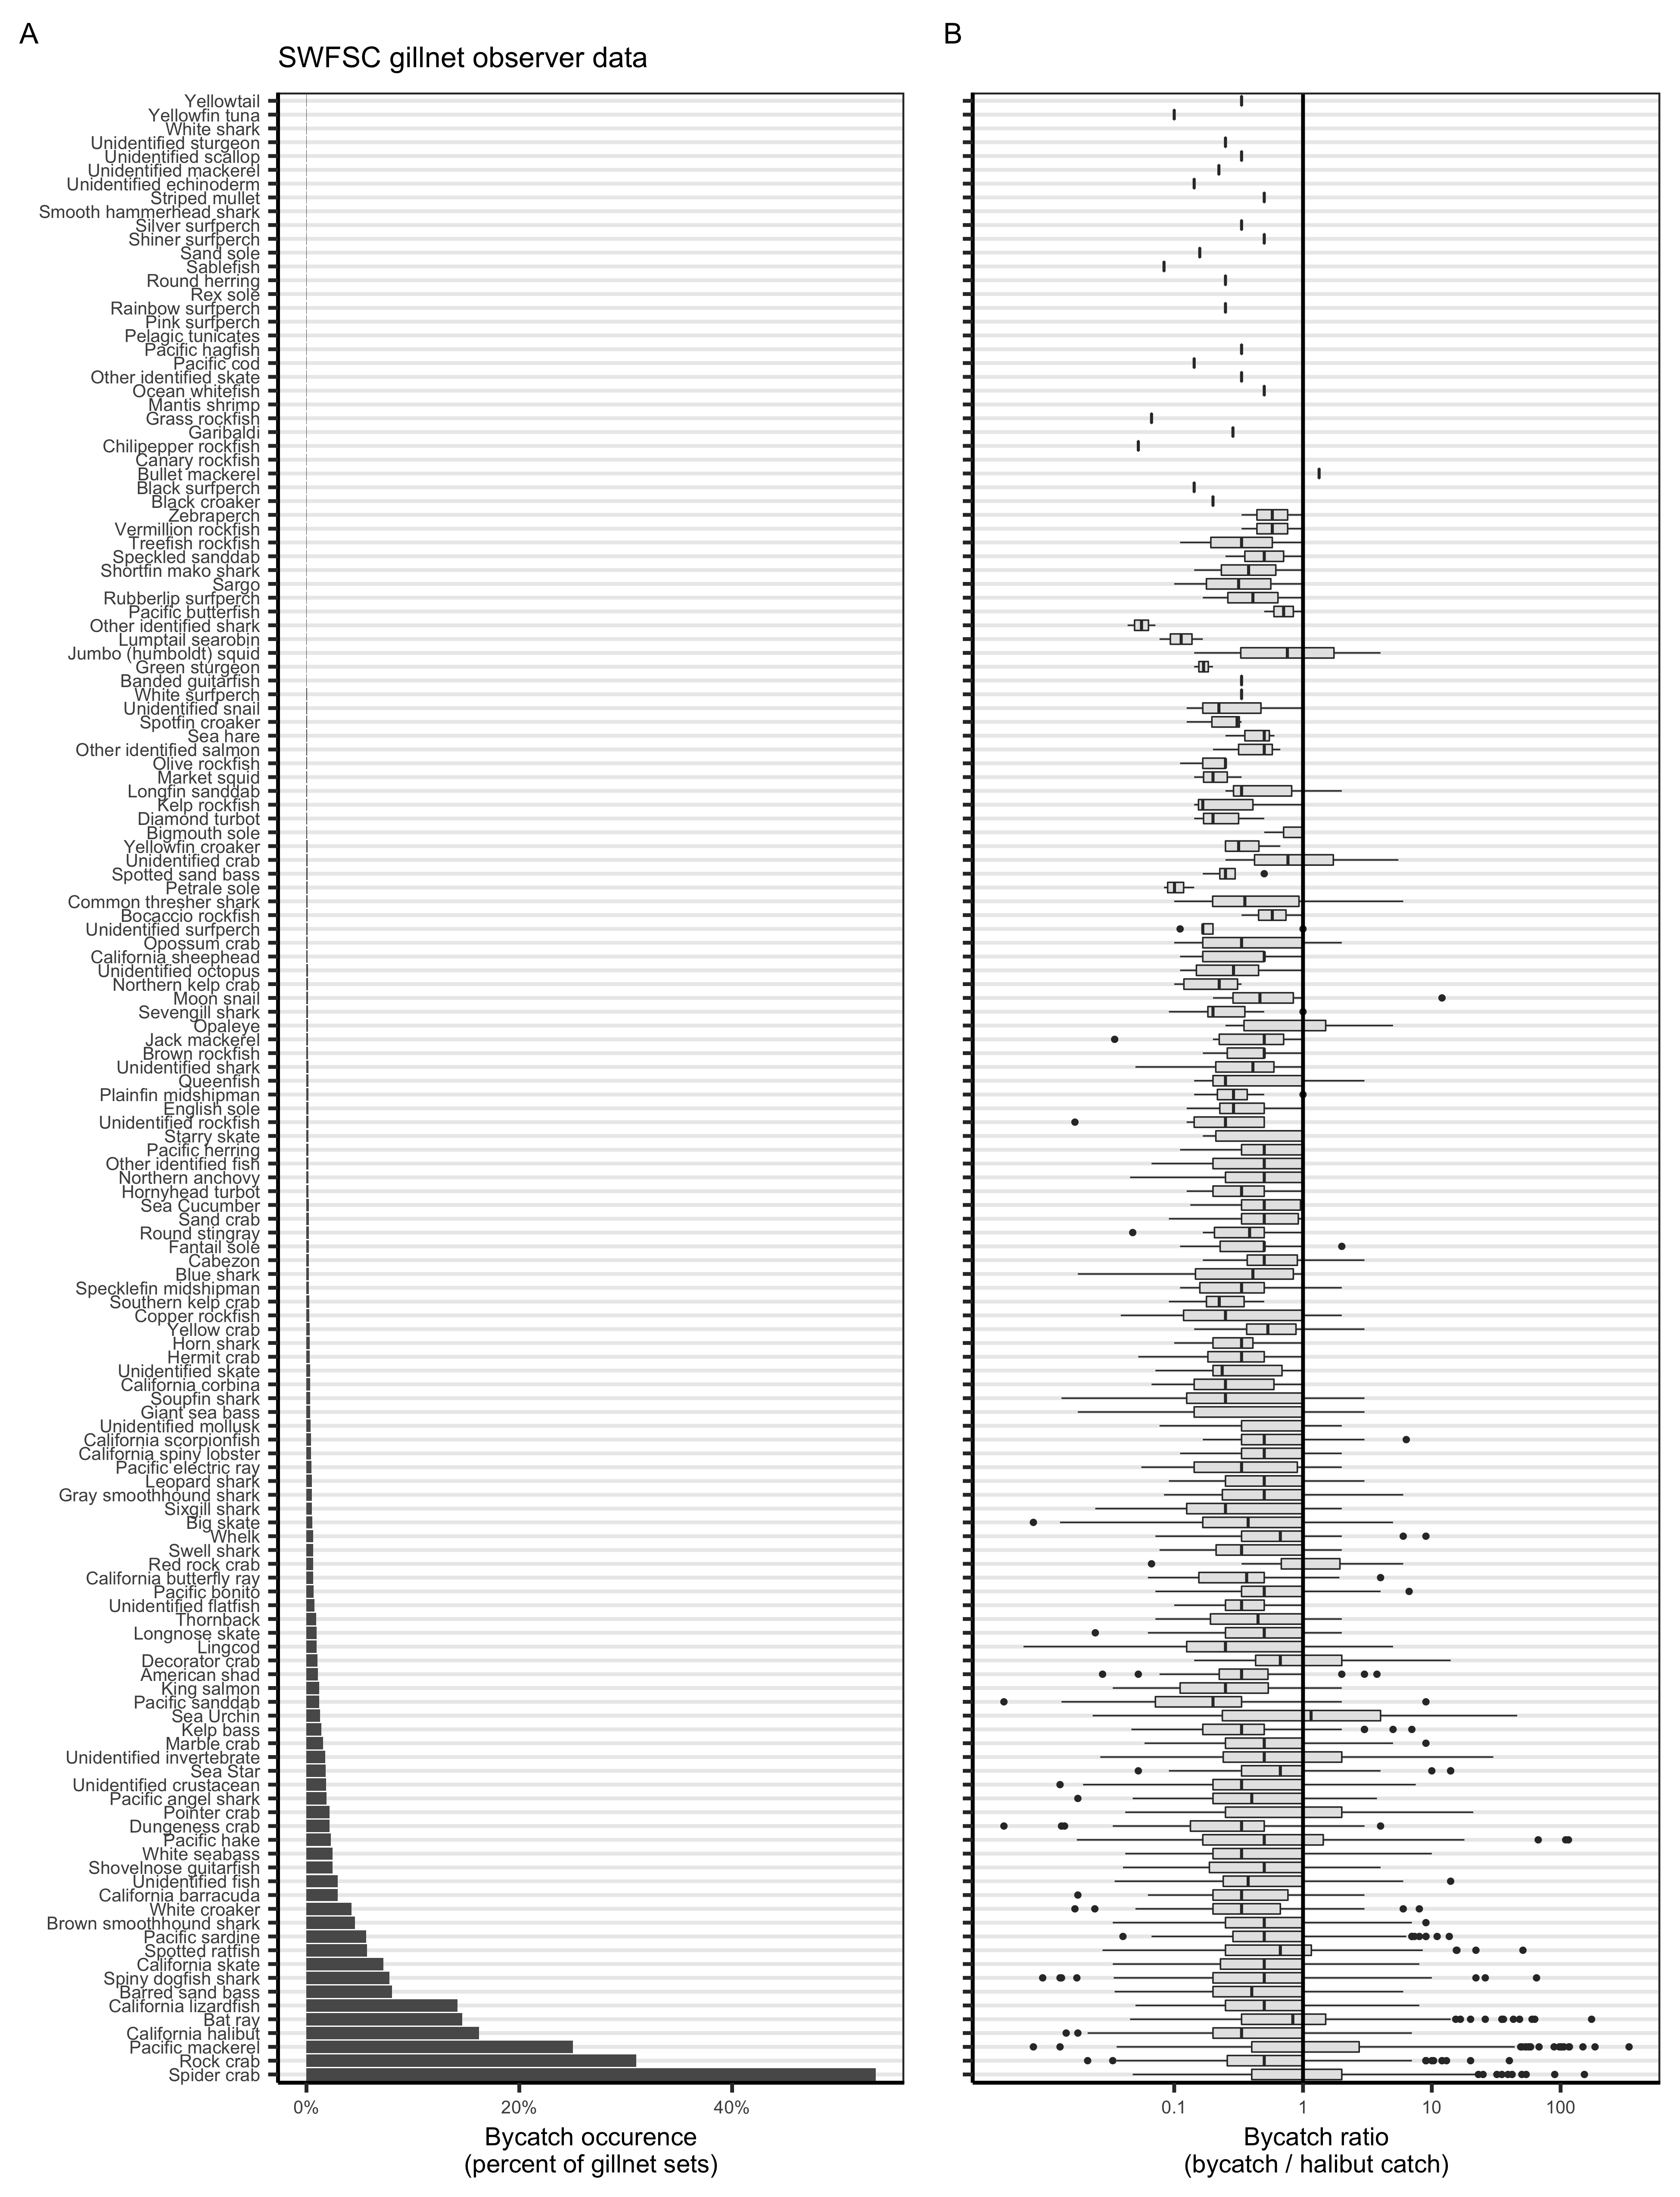 A
B
SWFSC gillnet observer data
Yellowtail
Yellowfin tuna
White shark
Unidentified sturgeon
Unidentified scallop
Unidentified mackerel
Unidentified echinoderm
Striped mullet
Smooth hammerhead shark
Silver surfperch
Shiner surfperch
Sand sole
Sablefish
Round herring
Rex sole
Rainbow surfperch
Pink surfperch
Pelagic tunicates
Pacific hagfish
Pacific cod
Other identified skate
Ocean whitefish
Mantis shrimp
Grass rockfish
Garibaldi
Chilipepper rockfish
Canary rockfish
Bullet mackerel
Black surfperch
Black croaker
Zebraperch
Vermillion rockfish
Treefish rockfish
Speckled sanddab
Shortfin mako shark
Sargo
Rubberlip surfperch
Pacific butterfish
Other identified shark
Lumptail searobin
Jumbo (humboldt) squid
Green sturgeon
Banded guitarfish
White surfperch
Unidentified snail
Spotfin croaker
Sea hare
Other identified salmon
Olive rockfish
Market squid
Longfin sanddab
Kelp rockfish
Diamond turbot
Bigmouth sole
Yellowfin croaker
Unidentified crab
Spotted sand bass
Petrale sole
Common thresher shark
Bocaccio rockfish
Unidentified surfperch
Opossum crab
California sheephead
Unidentified octopus
Northern kelp crab
Moon snail
Sevengill shark
Opaleye
Jack mackerel
Brown rockfish
Unidentified shark
Queenfish
Plainfin midshipman
English sole
Unidentified rockfish
Starry skate
Pacific herring
Other identified fish
Northern anchovy
Hornyhead turbot
Sea Cucumber
Sand crab
Round stingray
Fantail sole
Cabezon
Blue shark
Specklefin midshipman
Southern kelp crab
Copper rockfish
Yellow crab
Horn shark
Hermit crab
Unidentified skate
California corbina
Soupfin shark
Giant sea bass
Unidentified mollusk
California scorpionfish
California spiny lobster
Pacific electric ray
Leopard shark
Gray smoothhound shark
Sixgill shark
Big skate
Whelk
Swell shark
Red rock crab
California butterfly ray
Pacific bonito
Unidentified flatfish
Thornback
Longnose skate
Lingcod
Decorator crab
American shad
King salmon
Pacific sanddab
Sea Urchin
Kelp bass
Marble crab
Unidentified invertebrate
Sea Star
Unidentified crustacean
Pacific angel shark
Pointer crab
Dungeness crab
Pacific hake
White seabass
Shovelnose guitarfish
Unidentified fish
California barracuda
White croaker
Brown smoothhound shark
Pacific sardine
Spotted ratfish
California skate
Spiny dogfish shark
Barred sand bass
California lizardfish
Bat ray
California halibut
Pacific mackerel
Rock crab
Spider crab
0% 20% 40%
0.1 1 10 100
Bycatch occurence
(percent of gillnet sets)
Bycatch ratio
(bycatch / halibut catch)